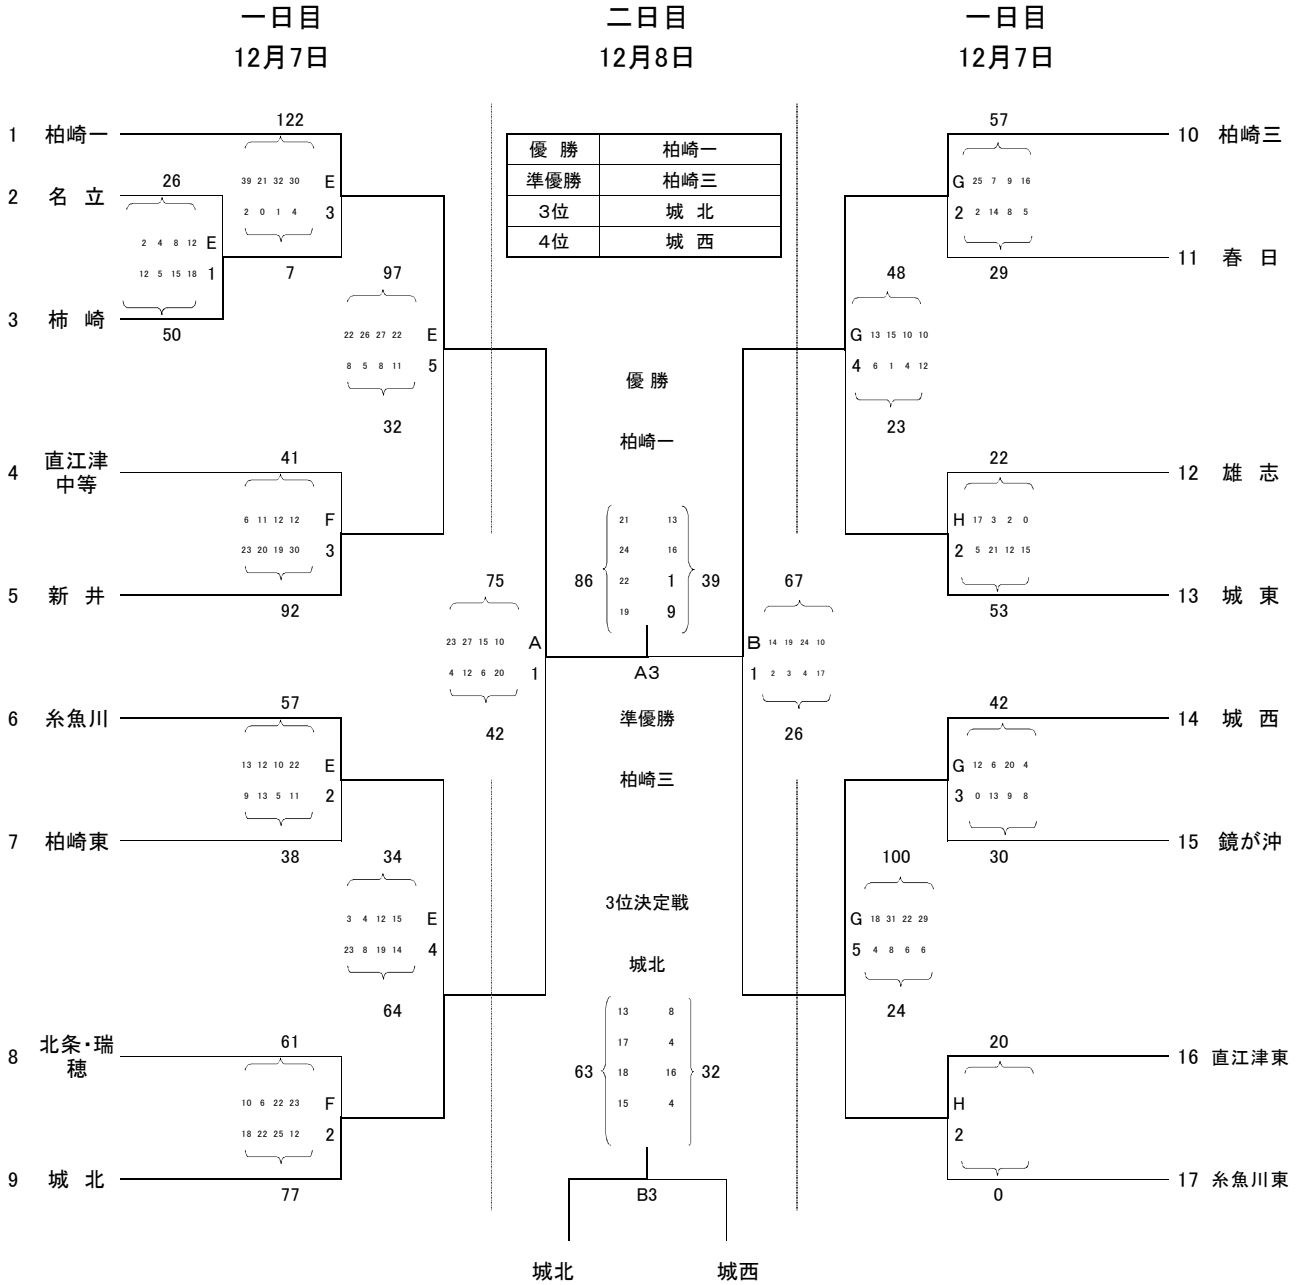 一日目 二日目 一日目
12月7日 12月8日 12月7日
122 57
1 柏崎一 優 勝 柏崎一 10 柏崎三
26 39 21 32 30 E 準優勝 柏崎三 G 25 7 9 16
2 名 立 2 0 1 4 3 3位 城 北 2 2 14 8 5
2 4 8 12 E 4位 城 西
12 5 15 18 1 7 97 48 29 11 春 日
3 柿 崎 50 22 26 27 22 E G 13 15 10 10
8 5 8 11 5 4 6 1 4 12
優 勝
32 23
柏崎一
41 22
4 直江津
中等 12 雄 志
6 11 12 12 F 21 13 H 17 3 2 0
23 20 19 30 3 24 16 2 5 21 12 15
75 86 22 1 39 67
5 新 井 92 19 9 53 13 城 東
23 27 15 10 A B 14 19 24 10
4 12 6 20 1 A3 1 2 3 4 17
57 42
6 糸魚川 準優勝 14 城 西
42 26
13 12 10 22 E 柏崎三 G 12 6 20 4
9 13 5 11 2 3 0 13 9 8
7 柏崎東 15 鏡が沖
38 34 100 30
3位決定戦
3 4 12 15 E G 18 31 22 29
23 8 19 14 4 5 4 8 6 6
城北
64 13 8 24
61 17 4 20
8 北条・瑞
穂 16 直江津東
63 18 16 32
10 6 22 23 F 15 4 H
18 22 25 12 2 2
9 城 北 17 糸魚川東
77 B3 0
城北 城西